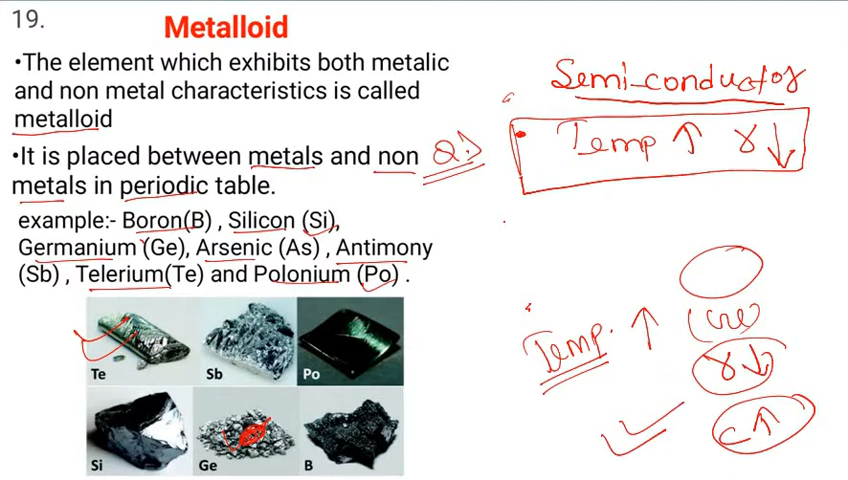 19.
Metalloid
•The element which exhibits both metalic
and non metal characteristics is called
metalloid
•It is placed between metals and non
metals in periodic table.
example:- Boron(B) , Silicon (Si),
Germanium (Ge), Arsenic (As) , Antimony
(Sb) , Telerium(Te) and Polonium (Po) .
Te Sb Po
Si Ge B
Semi-conductor
Q.
Temp ↑ r ↓
Temp. ↑
r ↓
c ↑